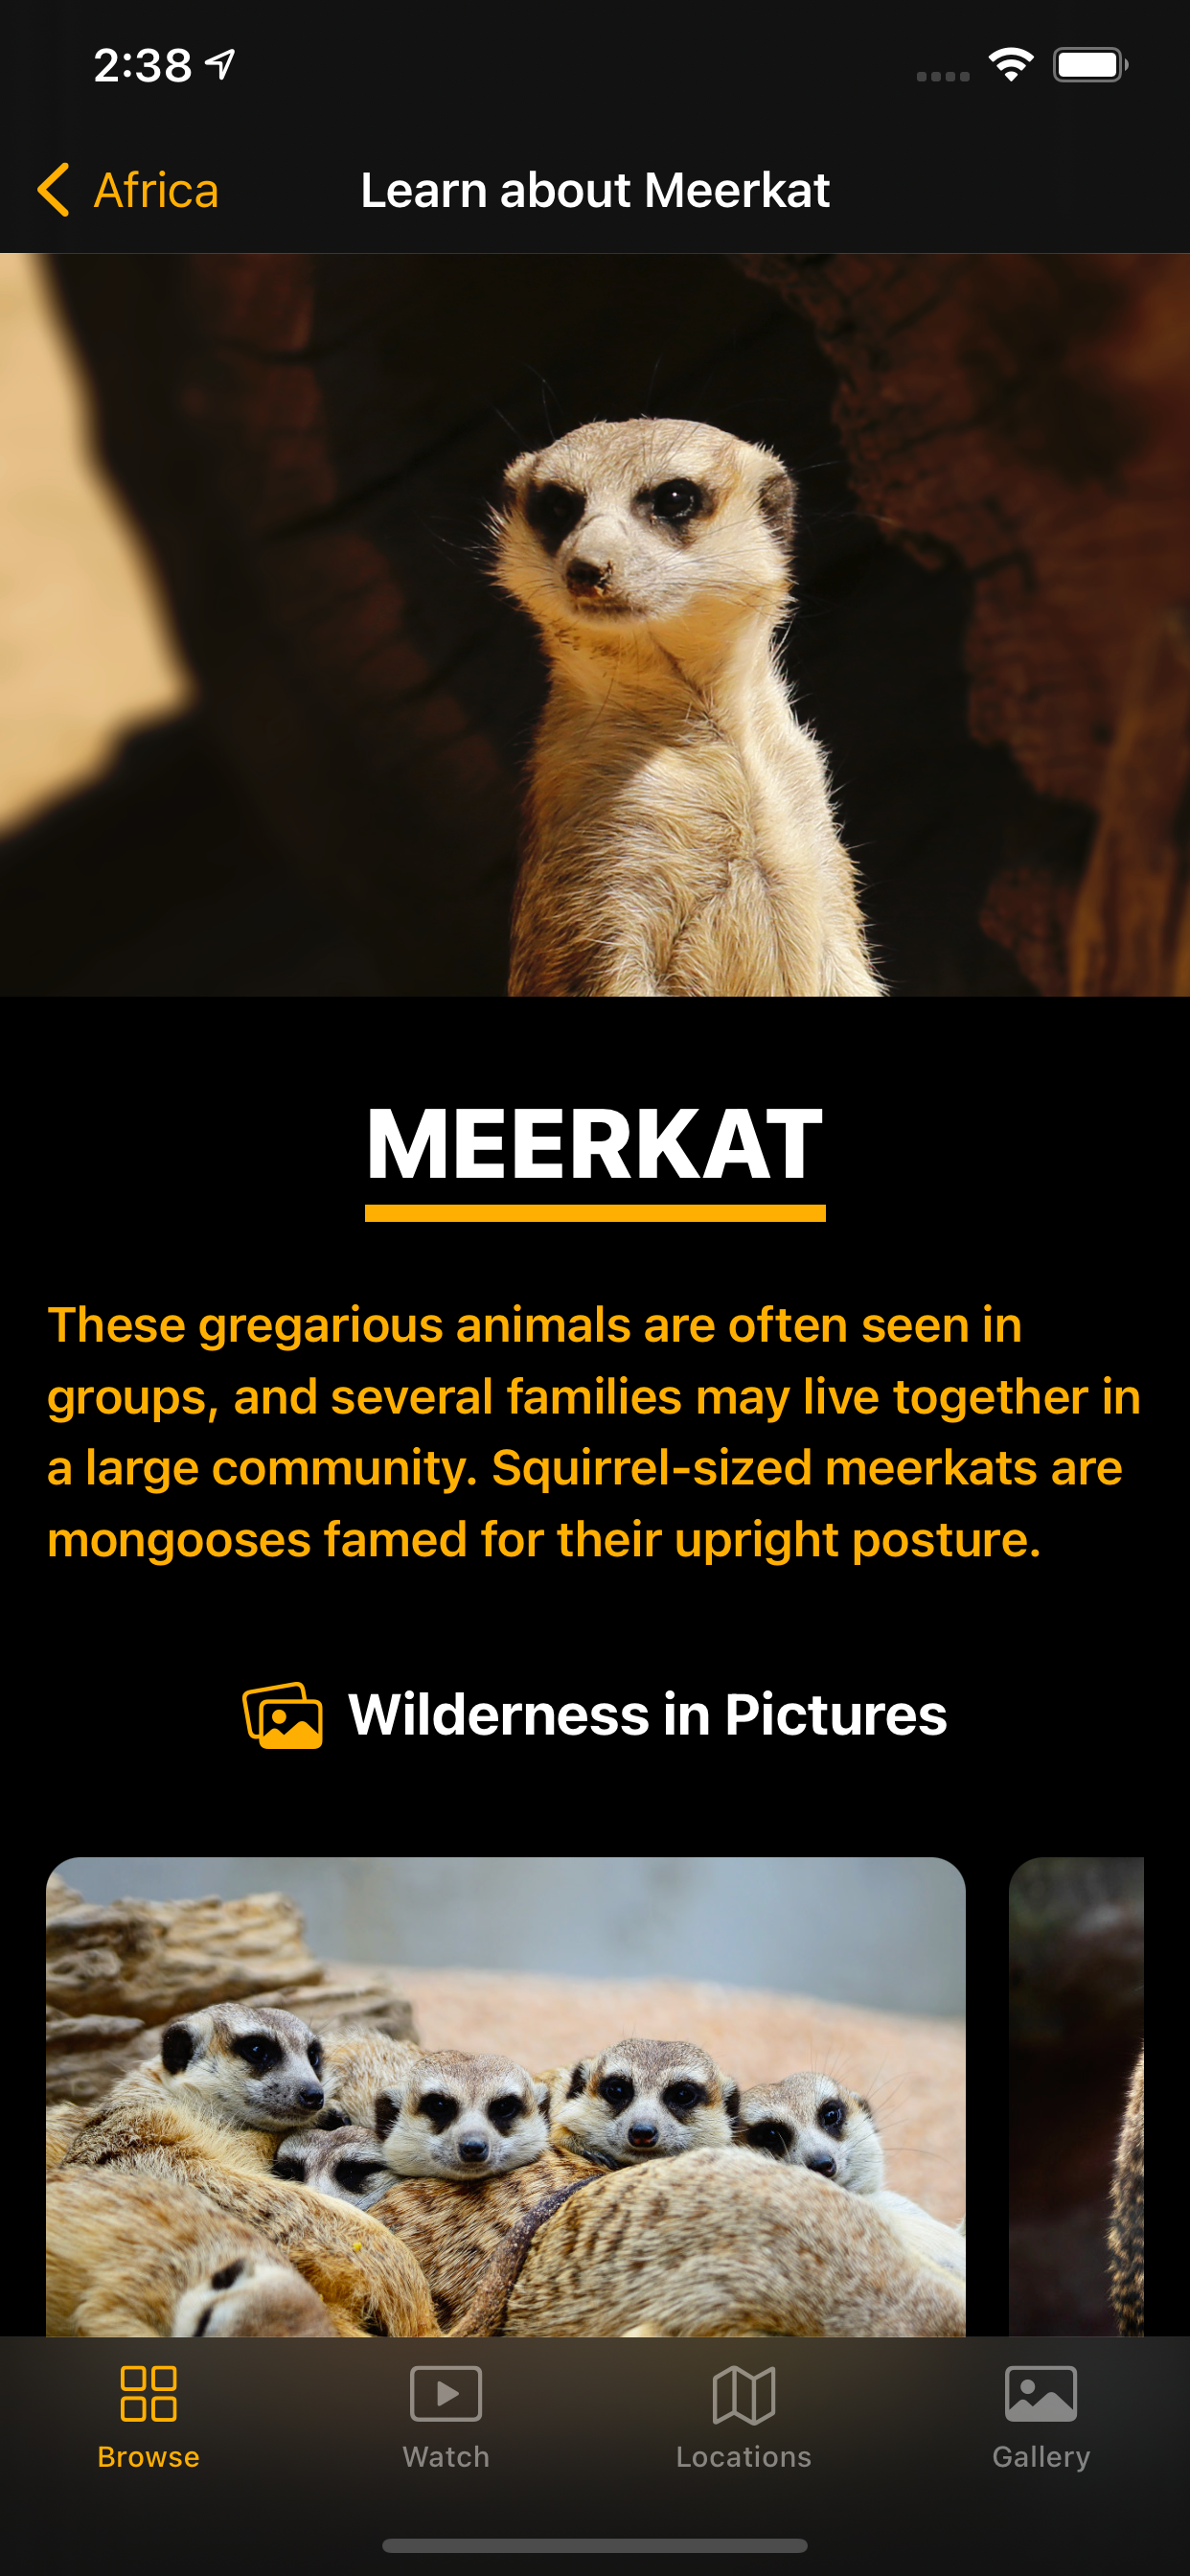 2:38
Africa
Learn about Meerkat
MEERKAT
These gregarious animals are often seen in
groups, and several families may live together in
a large community. Squirrel-sized meerkats are
mongooses famed for their upright posture.
Wilderness in Pictures
Browse
Watch
Locations
Gallery